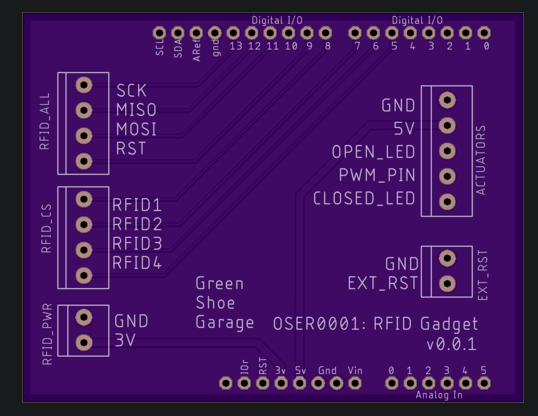 Digital I/O Digital I/O
SCL SDA ARef gnd 13 12 11 10 9 8 7 6 5 4 3 2 1 0
RFID_ALL
SCK
MISO
MOSI
RST
GND
5V
OPEN_LED
PWM_PIN
CLOSED_LED
ACTUATORS
RFID_CS
RFID1
RFID2
RFID3
RFID4
GND
EXT_RST
EXT_RST
RFID_PWR
GND
3V
Green
Shoe
Garage
OSER0001: RFID Gadget
v0.0.1
IOr RST 3v 5v Gnd Vin 0 1 2 3 4 5
Analog In